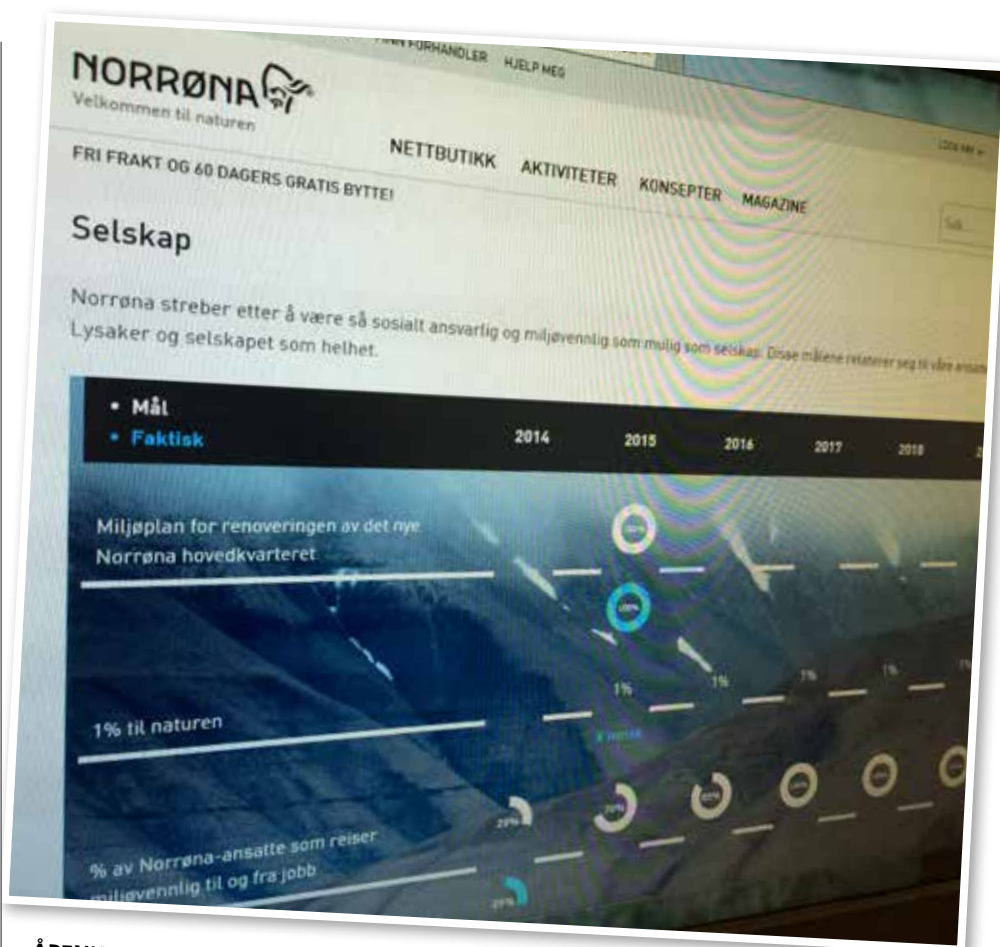 FORHANDLER HJELP MEG
NORRØNA
Velkommen til naturen
NETTBUTIKK AKTIVITETER KONSEPTER MAGAZINE
FRI FRAKT OG 60 DAGERS GRATIS BYTTE!
Selskap
Norrøna streber etter å være så sosialt ansvarlig og miljøvennlig som mulig som selskap. Disse målene relaterer seg til våre
Lysaker og selskapet som helhet.
• Mål
• Faktisk
2014 2015 2016 2017 2018
Miljøplan for renoveringen av det nye
Norrøna hovedkvarteret
100%
100%
1% til naturen
1% 1% 1% 1% 1%
% av Norrøna-ansatte som reiser
miljøvennlig til og fra jobb
20% 100% 100%